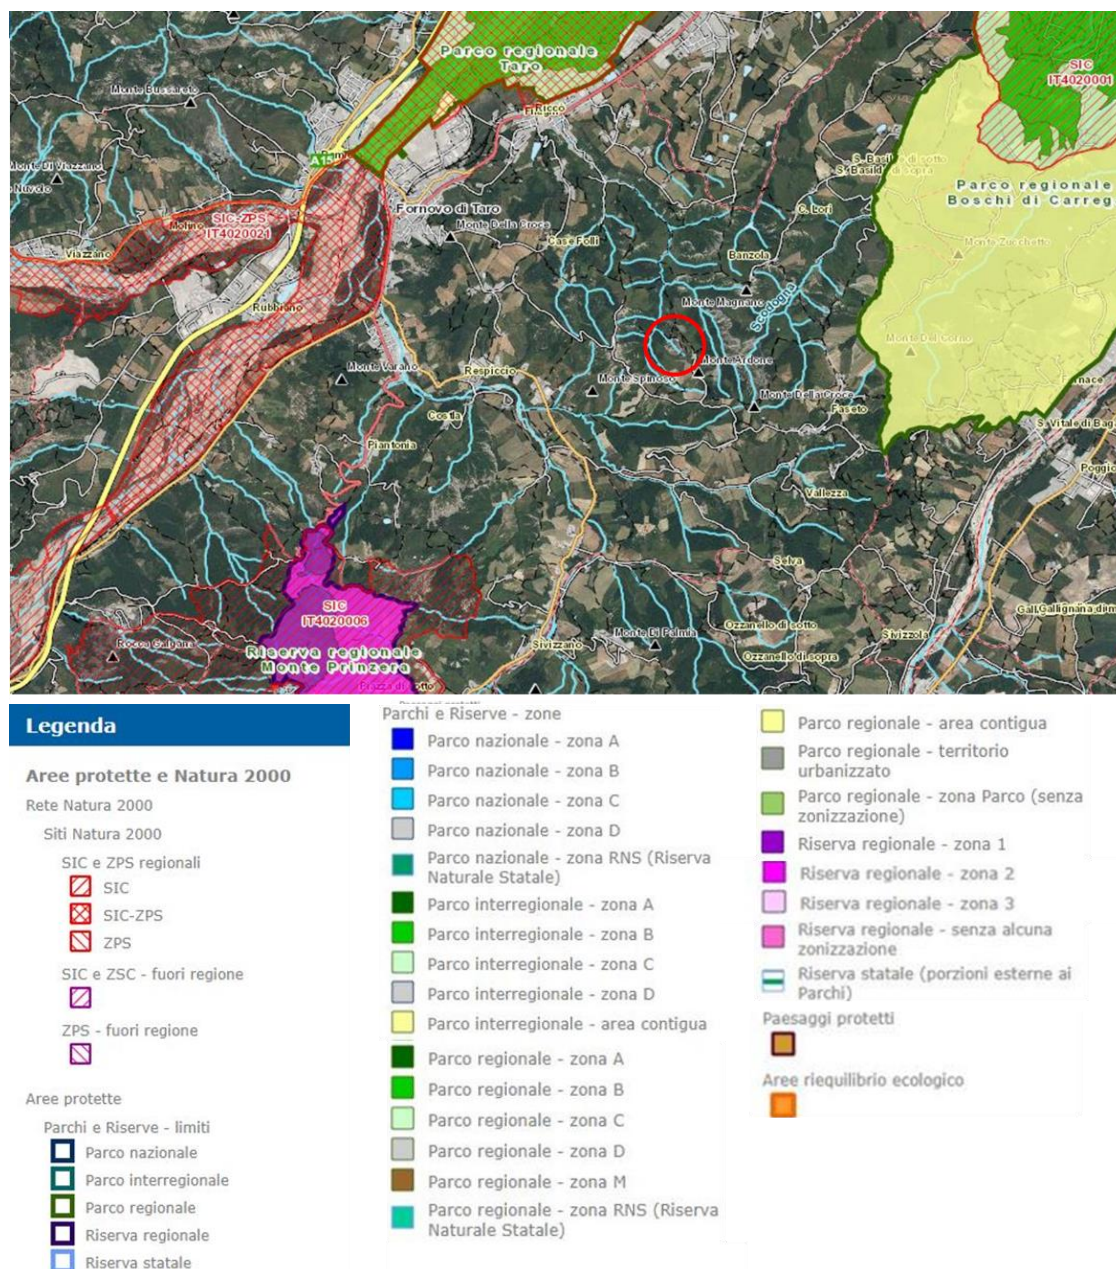 Parco regionale
Taro
SIC
IT4020001
Monte Bussareto
Ricco
A15
Monte Di Viazzano
S. Basilide di sopra
Parco regionale
Boschi di Carreg
SIC-ZPS
IT4020021
Molino
Viazzano
Fornovo di Taro
Monte Della Croce
C. Lori
Case Folli
Banzola
Monte Zucchetto
Rubbiano
Monte Magnano
Scodogna
Monte Del Corno
Monte Varano
Respiccio
Monte Spinoso
Monte Ardone
Monte Della Croce
Faseto
Costla
S. Vitale di Bag
Piantonia
Poggio
Vallezza
Selva
SIC
IT4020006
Rocca Galgana
Riserva regionale
Monte Prinzera
Sivizzano
Monte Di Palmia
Ozzanello di sotto
Ozzanello di sopra
Sivizzola
Legenda
Aree protette e Natura 2000
Rete Natura 2000
Siti Natura 2000
SIC e ZPS regionali
SIC
SIC-ZPS
ZPS
SIC e ZSC - fuori regione
ZPS - fuori regione
Aree protette
Parchi e Riserve - limiti
Parco nazionale
Parco interregionale
Parco regionale
Riserva regionale
Riserva statale
Parchi e Riserve - zone
Parco nazionale - zona A
Parco nazionale - zona B
Parco nazionale - zona C
Parco nazionale - zona D
Parco nazionale - zona RNS (Riserva
Naturale Statale)
Parco interregionale - zona A
Parco interregionale - zona B
Parco interregionale - zona C
Parco interregionale - zona D
Parco interregionale - area contigua
Parco regionale - zona A
Parco regionale - zona B
Parco regionale - zona C
Parco regionale - zona D
Parco regionale - zona M
Parco regionale - zona RNS (Riserva
Naturale Statale)
Parco regionale - area contigua
Parco regionale - territorio
urbanizzato
Parco regionale - zona Parco (senza
zonizzazione)
Riserva regionale - zona 1
Riserva regionale - zona 2
Riserva regionale - zona 3
Riserva regionale - senza alcuna
zonizzazione
Riserva statale (porzioni esterne ai
Parchi)
Paesaggi protetti
Aree riequilibrio ecologico